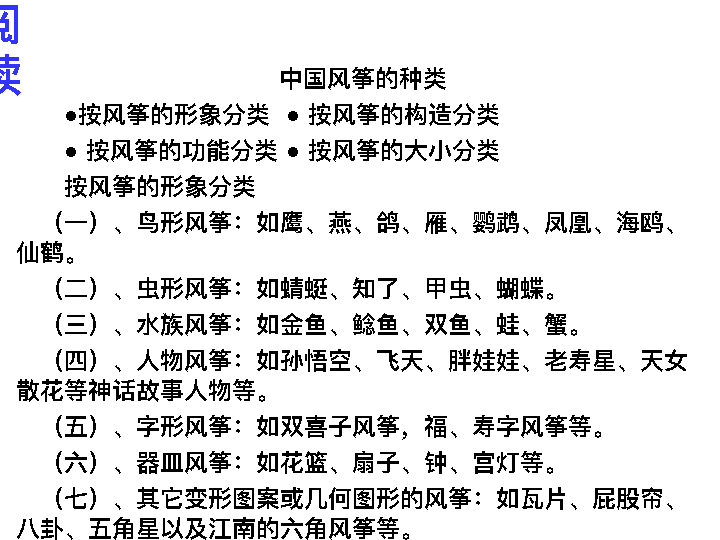 阅
读
中国风筝的种类
●按风筝的形象分类 ● 按风筝的构造分类
● 按风筝的功能分类 ● 按风筝的大小分类
按风筝的形象分类
（一）、鸟形风筝：如鹰、燕、鸽、雁、鹦鹉、凤凰、海鸥、
仙鹤。
（二）、虫形风筝：如蜻蜓、知了、甲虫、蝴蝶。
（三）、水族风筝：如金鱼、鲶鱼、双鱼、蛙、蟹。
（四）、人物风筝：如孙悟空、飞天、胖娃娃、老寿星、天女
散花等神话故事人物等。
（五）、字形风筝：如双喜子风筝，福、寿字风筝等。
（六）、器皿风筝：如花篮、扇子、钟、宫灯等。
（七）、其它变形图案或几何图形的风筝：如瓦片、屁股帘、
八卦、五角星以及江南的六角风筝等。